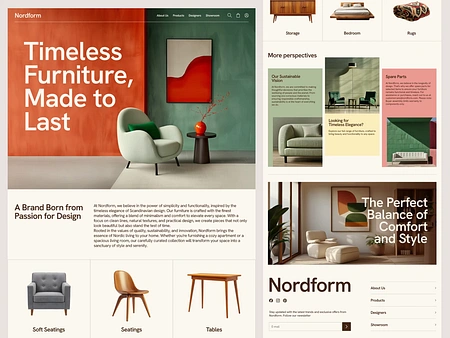 Nordform
About Us
Products
Designers
Showroom
Timeless
Furniture,
Made to
Last
A Brand Born from
Passion for Design
At Nordform, we believe in the power of simplicity and functionality, inspired by the
timeless elegance of Scandinavian design. Our furniture is crafted with the finest
materials, offering a blend of minimalism and comfort to elevate every space. With a
focus on clean lines, natural textures, and practical design, we create pieces that not only
look beautiful but also stand the test of time.
Rooted in the values of quality, sustainability, and innovation, Nordform brings the
essence of Nordic living to your home. Whether you're furnishing a cozy apartment or a
spacious living room, our carefully curated collection will transform your space into a
sanctuary of style and serenity.
Soft Seatings
Seatings
Tables
Storage
Bedroom
Rugs
More perspectives
Our Sustainable
Vision
Looking for
Timeless Elegance?
Spare Parts
The Perfect
Balance of
Comfort
and Style
Nordform
Stay updated with the latest trends and exclusive offers from
Nordform. Follow our newsletter.
E-mail
About Us
Products
Designers
Showroom